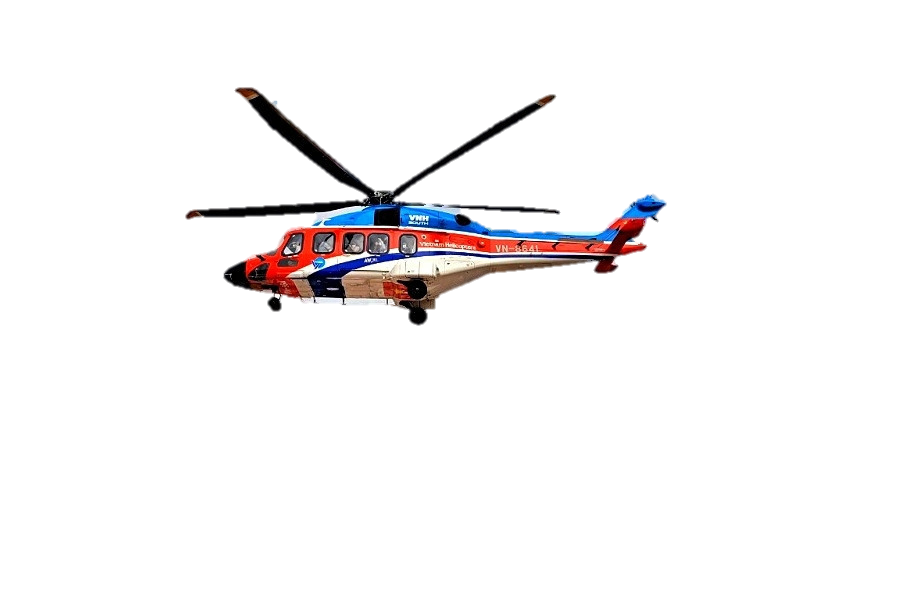 VNH
SOUTH
Vietnam Helicopters
VN-8641